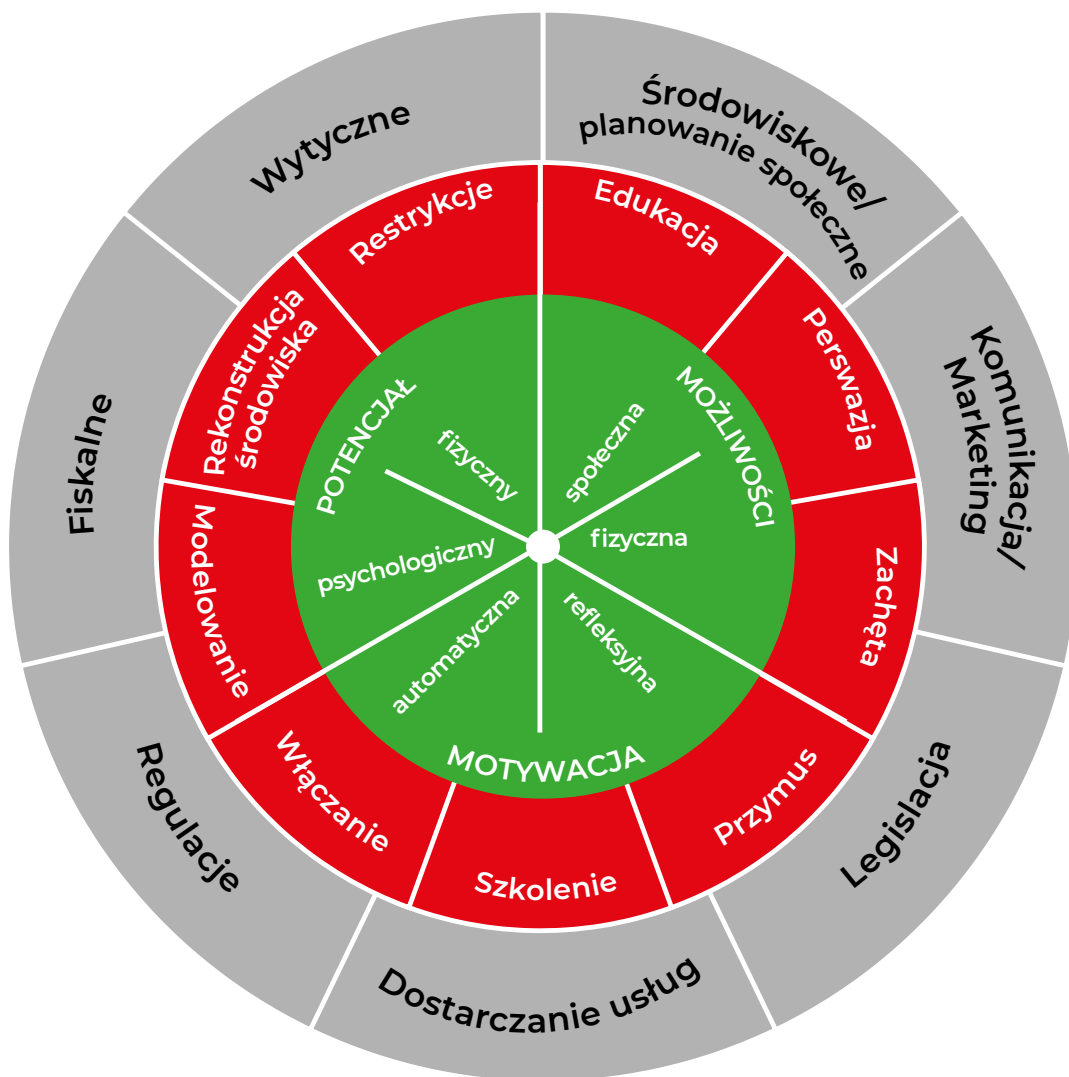 Wytyczne
Środowiskowe/
planowanie społeczne
Komunikacja/
Marketing
Legislacja
Dostarczanie usług
Regulacje
Fiskalne
Restrykcje
Edukacja
Perswazja
Zachęta
Przymus
Szkolenie
Włączanie
Modelowanie
Rekonstrukcja
środowiska
POTENCJAŁ
fizyczny
psychologiczny
MOŻLIWOŚCI
społeczna
fizyczna
MOTYWACJA
automatyczna
refleksyjna